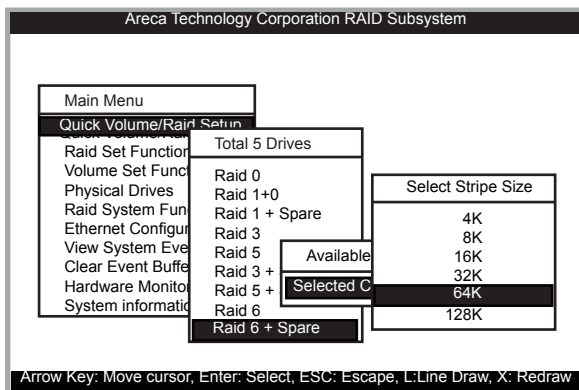 Areca Technology Corporation RAID Subsystem
Main Menu
Quick Volume/Raid Setup
Raid Set Function
Volume Set Funct
Physical Drives
Raid System Fun
Ethernet Configur
View System Eve
Clear Event Buffe
Hardware Monito
System informatic
Total 5 Drives
Raid 0
Raid 1+0
Raid 1 + Spare
Raid 3
Raid 5
Raid 3 +
Raid 5 +
Raid 6
Raid 6 + Spare
Available
Selected C
Select Stripe Size
4K
8K
16K
32K
64K
128K
Arrow Key: Move cursor, Enter: Select, ESC: Escape, L:Line Draw, X: Redraw